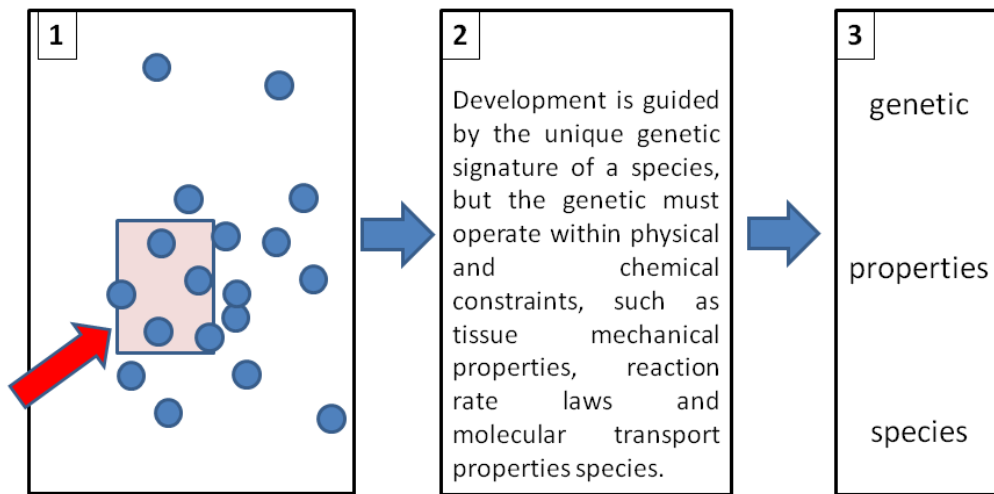 1
2
Development is guided
by the unique genetic
signature of a species,
but the genetic must
operate within physical
and chemical
constraints, such as
tissue mechanical
properties, reaction
rate laws and
molecular transport
properties species.
3
genetic
properties
species